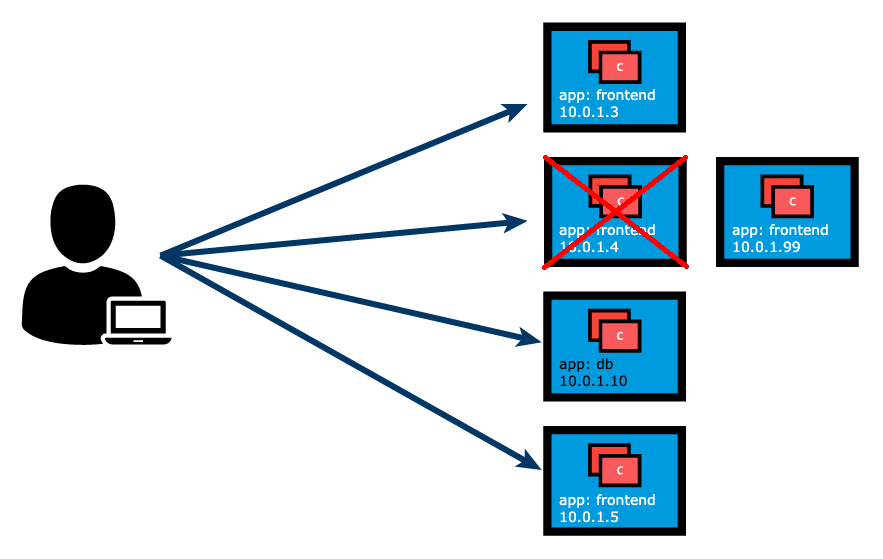 c
app: frontend
10.0.1.3
c
app: frontend
10.0.1.4
c
app: frontend
10.0.1.99
c
app: db
10.0.1.10
c
app: frontend
10.0.1.5